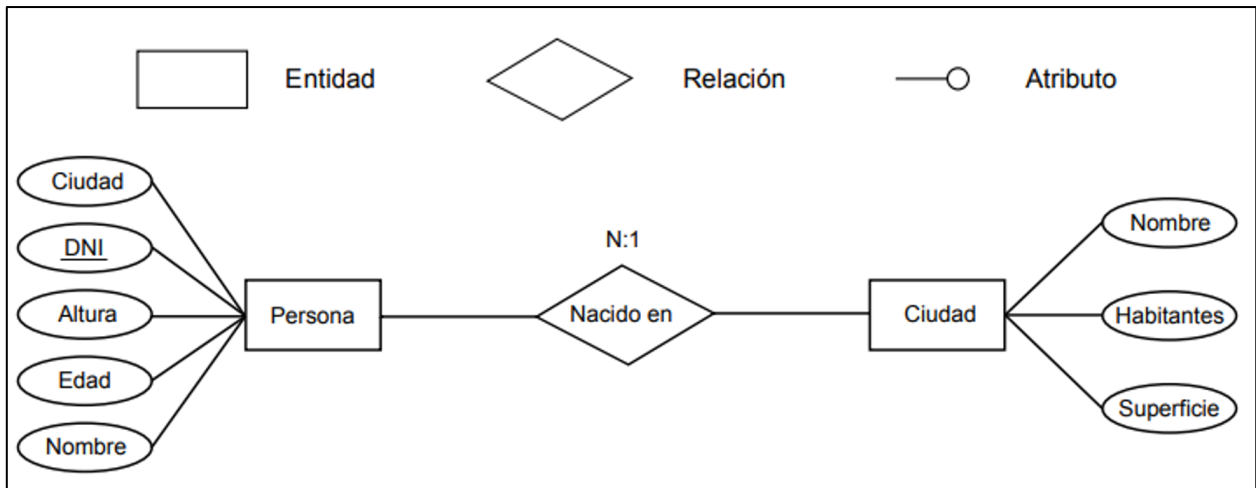 Entidad
Relación
Atributo
Ciudad
DNI
Altura
Edad
Nombre
Persona
N:1
Nacido en
Ciudad
Nombre
Habitantes
Superficie